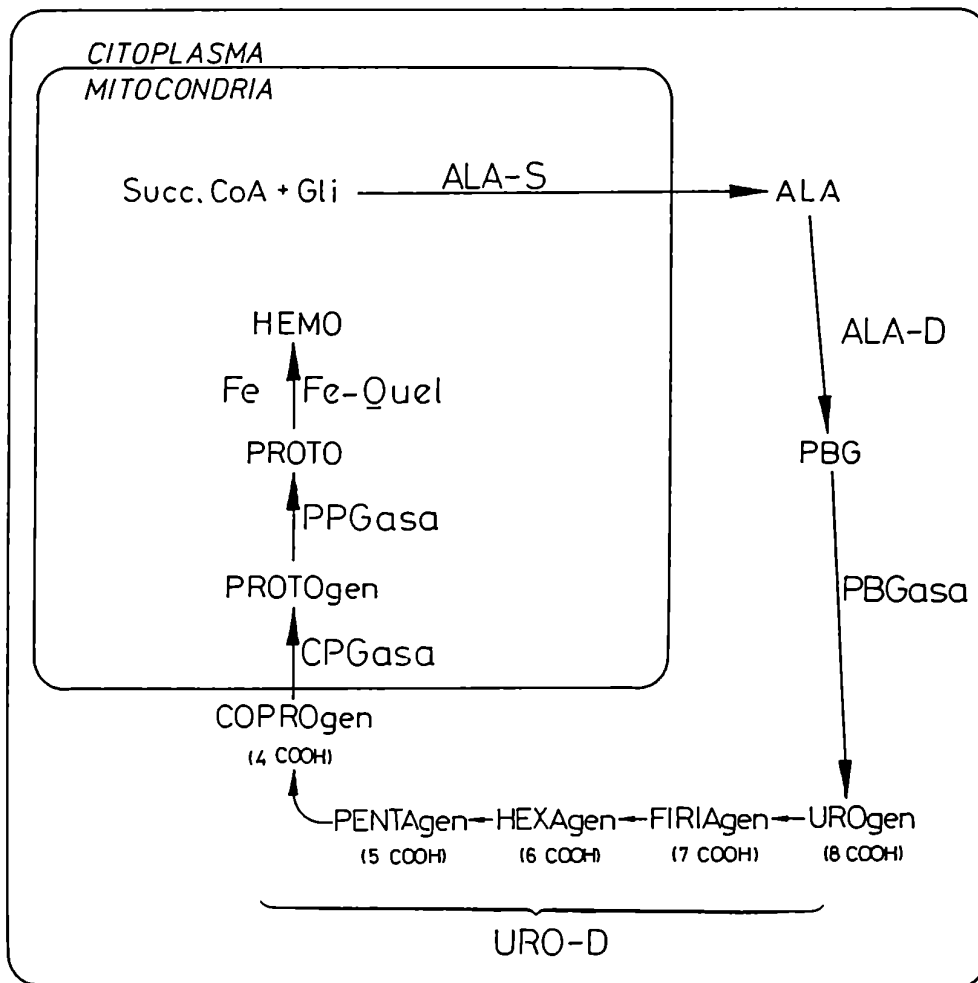 CITOPLASMA
MITOCONDRIA
Succ. CoA + Gli
ALA-S
ALA
HEMO
ALA-D
Fe Fe-Quel
PROTO
PBG
PPGasa
PROTOgen
PBGasa
CPGasa
COPROgen
(4 COOH)
PENTAgen HEXAgen FIRIAgen UROgen
(5 COOH) (6 COOH) (7 COOH) (8 COOH)
URO-D